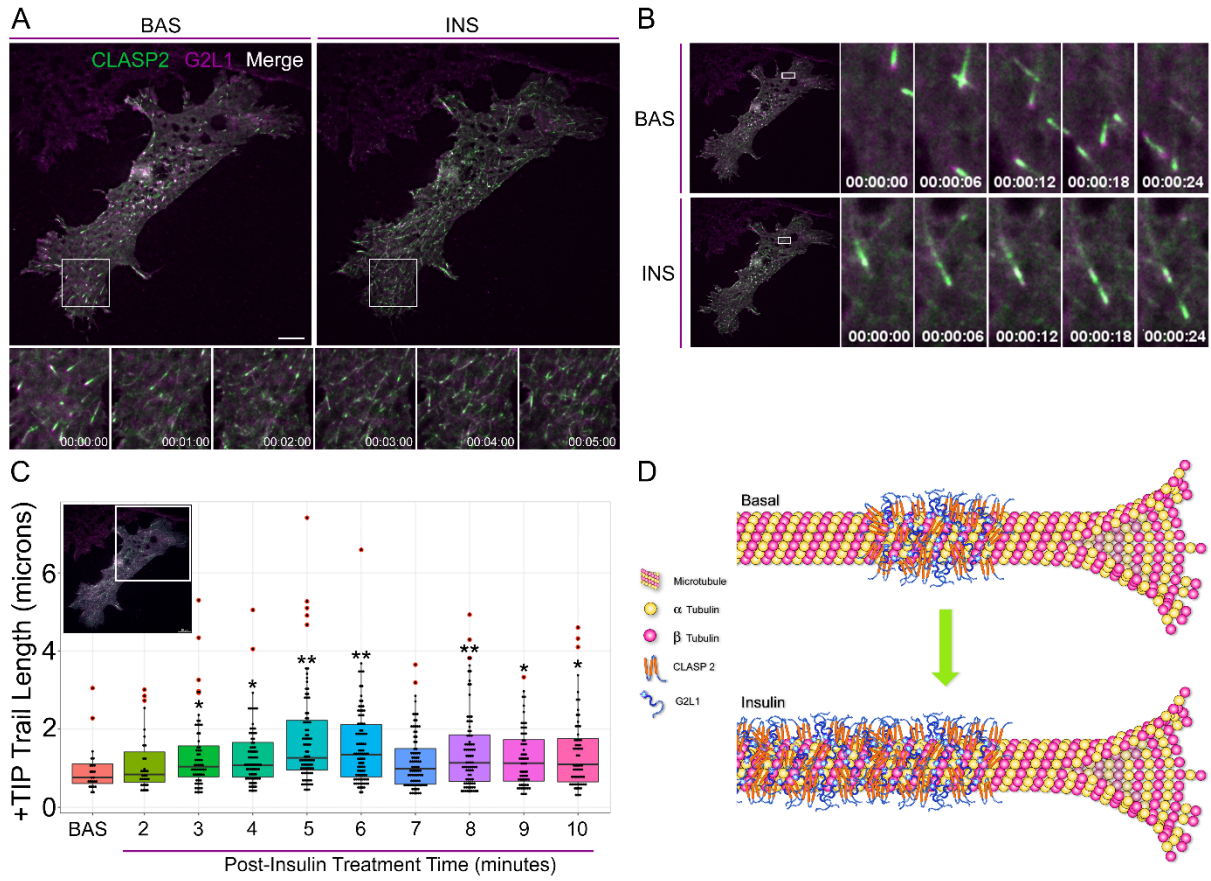 A
BAS
INS
CLASP2 G2L1 Merge
00:00:00
00:01:00
00:02:00
00:03:00
00:04:00
00:05:00
B
BAS
00:00:00
00:00:06
00:00:12
00:00:18
00:00:24
INS
00:00:00
00:00:06
00:00:12
00:00:18
00:00:24
C
+TIP Trail Length (microns)
6
4
2
0
*
*
**
**
**
*
*
BAS 2 3 4 5 6 7 8 9 10
Post-Insulin Treatment Time (minutes)
D
Basal
Microtubule
α Tubulin
β Tubulin
CLASP 2
G2L1
Insulin